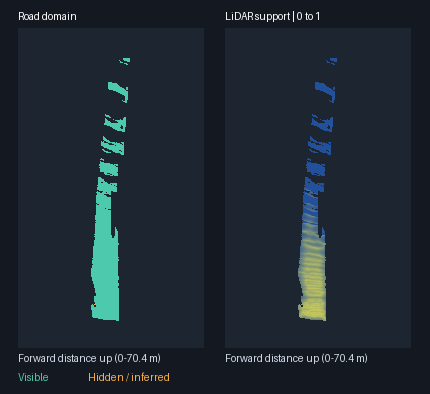 Road domain
LiDAR support | 0 to 1
Forward distance up (0-70.4 m)
Forward distance up (0-70.4 m)
Visible
Hidden / inferred